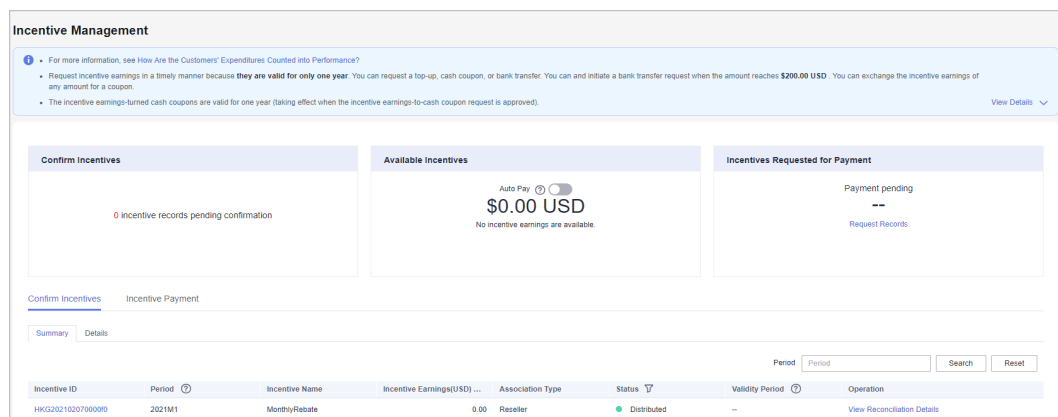 Incentive Management
• For more information, see How Are the Customers' Expenditures Counted into Performance?
• Request incentive earnings in a timely manner because they are valid for only one year. You can request a top-up, cash coupon, or bank transfer. You can and initiate a bank transfer request when the amount reaches $200.00 USD . You can exchange the incentive earnings of
any amount for a coupon.
• The incentive earnings-turned cash coupons are valid for one year (taking effect when the incentive earnings-to-cash coupon request is approved).
View Details
Confirm Incentives
0 incentive records pending confirmation
Available Incentives
Auto Pay
$0.00 USD
No incentive earnings are available.
Incentives Requested for Payment
Payment pending
--
Request Records
Confirm Incentives Incentive Payment
Summary Details
Period Period Search Reset
Incentive ID Period Incentive Name Incentive Earnings(USD) ... Association Type Status Validity Period Operation
HKG202102070000f0 2021M1 MonthlyRebate 0.00 Reseller Distributed -- View Reconciliation Details